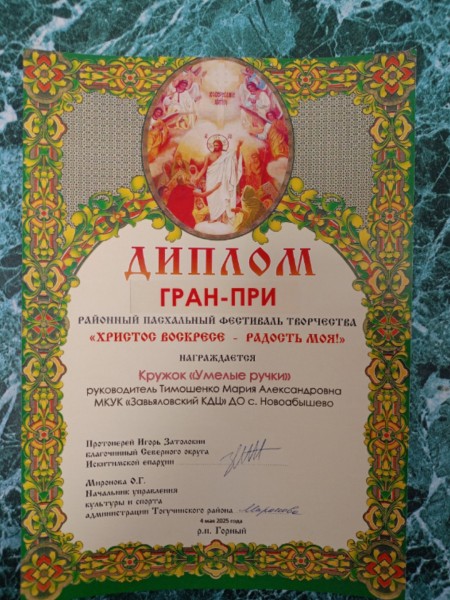 ДИПЛОМ
ГРАН-ПРИ
РАЙОННЫЙ ПАСХАЛЬНЫЙ ФЕСТИВАЛЬ ТВОРЧЕСТВА
«ХРИСТОС ВОСКРЕСЕ - РАДОСТЬ МОЯ!»
НАГРАЖДАЕТСЯ
Кружок «Умелые ручки»
руководитель Тимошенко Мария Александровна
МКУК «Завьяловский КДЦ» ДО с. Новоабышево
Протоиерей Игорь Затолокин
благочинный Северного округа
Искитимской епархии
Миронова О.Г.
Начальник управления
культуры и спорта
администрации Тогучинского района
4 мая 2025 года
р.п. Горный